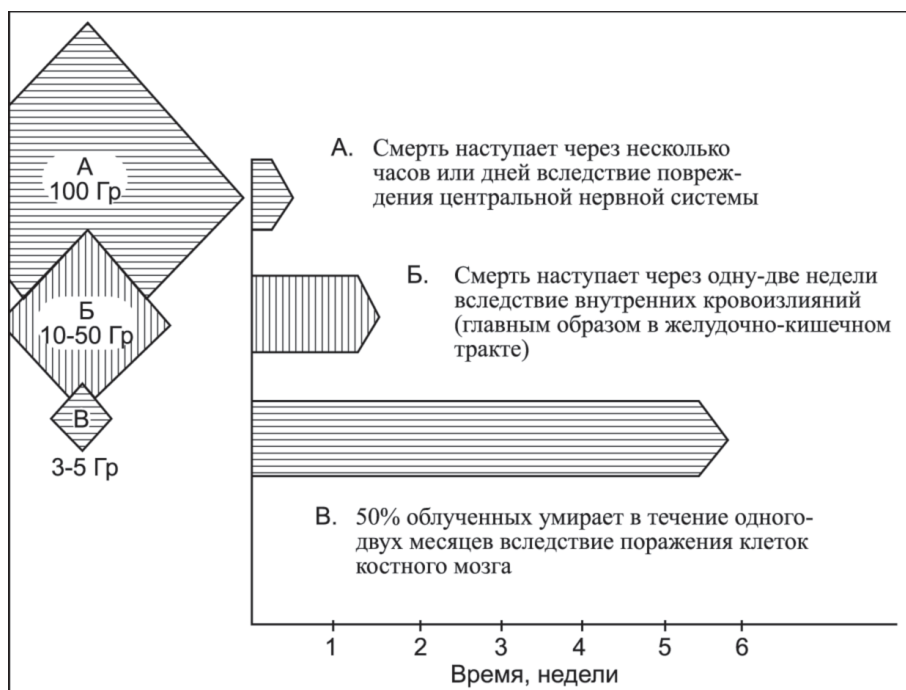 А
100 Гр
А. Смерть наступает через несколько
часов или дней вследствие повреж-
дения центральной нервной системы
Б
10-50 Гр
Б. Смерть наступает через одну-две недели
вследствие внутренних кровоизлияний
(главным образом в желудочно-кишечном
тракте)
В
3-5 Гр
В. 50% облученных умирает в течение одного-
двух месяцев вследствие поражения клеток
костного мозга
1 2 3 4 5 6
Время, недели